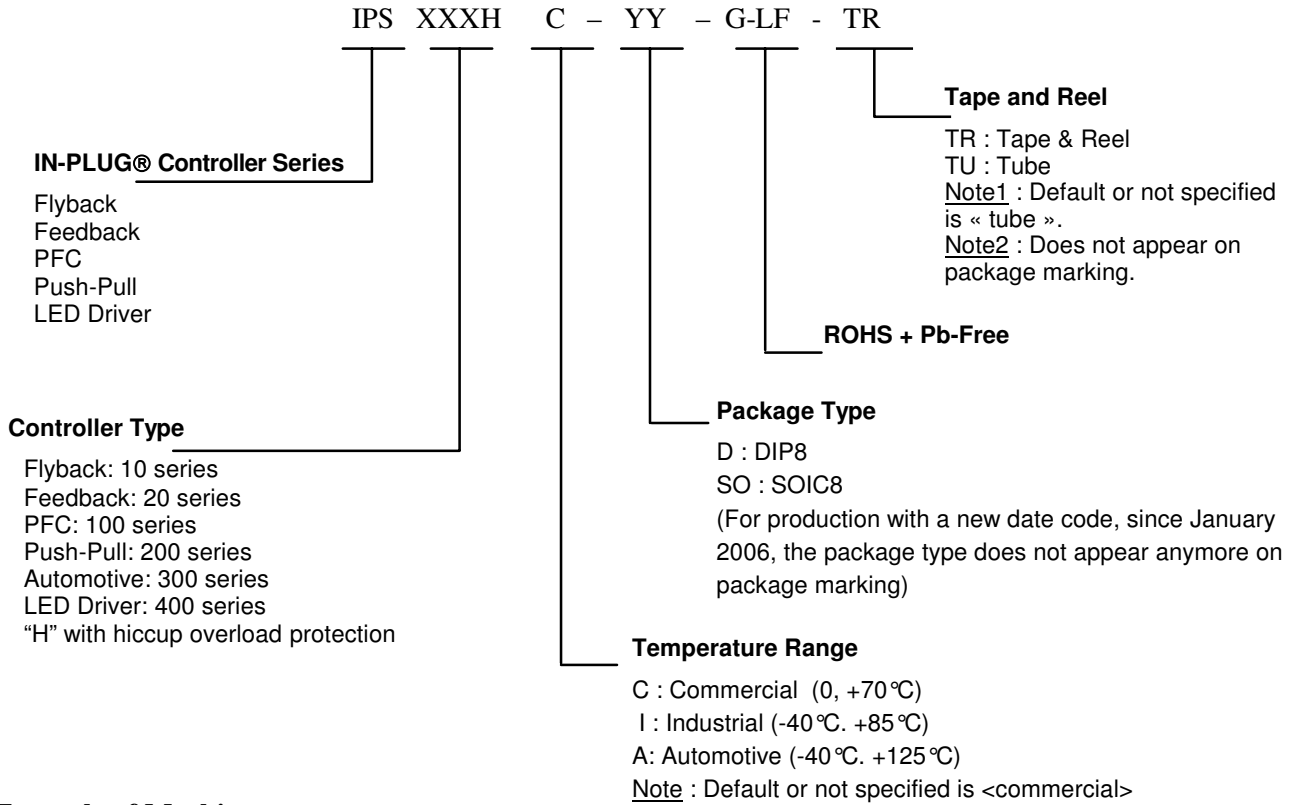 IPS XXXH C – YY – G-LF - TR
Tape and Reel
TR : Tape & Reel
TU : Tube
Note1 : Default or not specified
is « tube ».
Note2 : Does not appear on
package marking.
IN-PLUG® Controller Series
Flyback
Feedback
PFC
Push-Pull
LED Driver
ROHS + Pb-Free
Package Type
D : DIP8
SO : SOIC8
(For production with a new date code, since January
2006, the package type does not appear anymore on
package marking)
Controller Type
Flyback: 10 series
Feedback: 20 series
PFC: 100 series
Push-Pull: 200 series
Automotive: 300 series
LED Driver: 400 series
“H” with hiccup overload protection
Temperature Range
C : Commercial (0, +70°C)
I : Industrial (-40°C. +85°C)
A: Automotive (-40°C. +125°C)
Note : Default or not specified is <commercial>